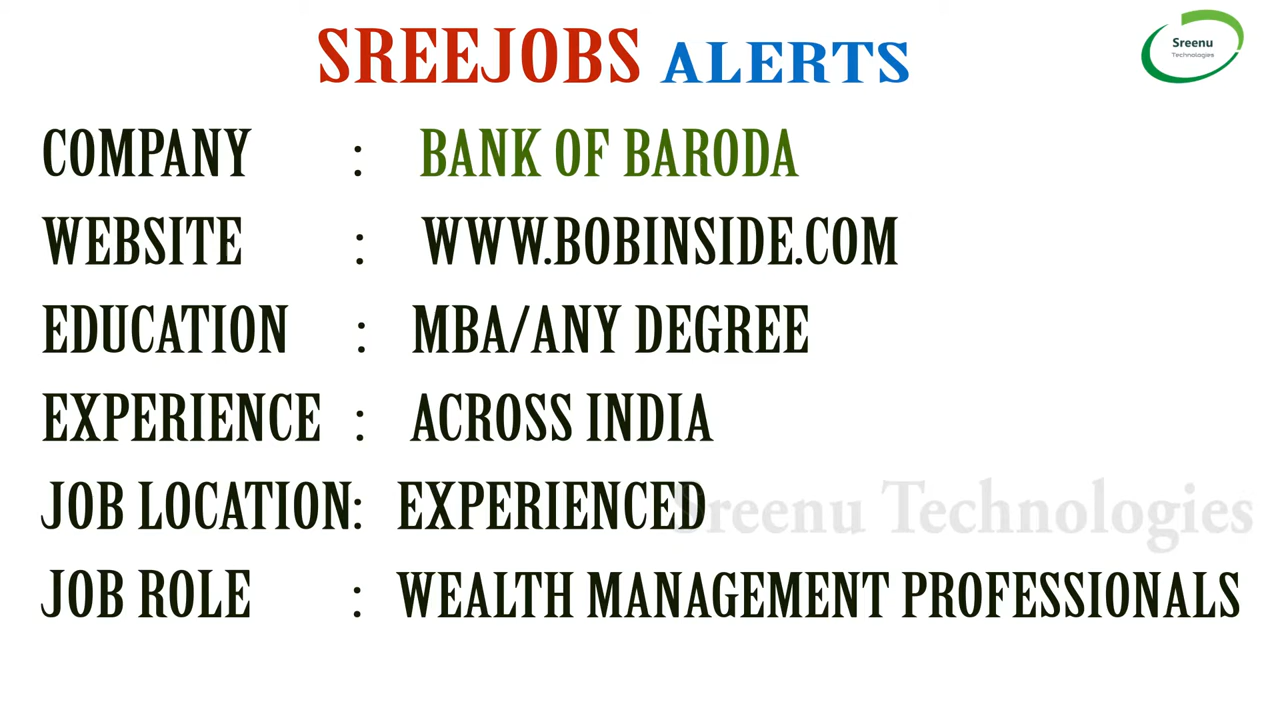 SREEJOBS ALERTS
Sreenu
Technologies
COMPANY : BANK OF BARODA
WEBSITE : WWW.BOBINSIDE.COM
EDUCATION : MBA/ANY DEGREE
EXPERIENCE : ACROSS INDIA
JOB LOCATION: EXPERIENCED
Sreenu Technologies
JOB ROLE : WEALTH MANAGEMENT PROFESSIONALS